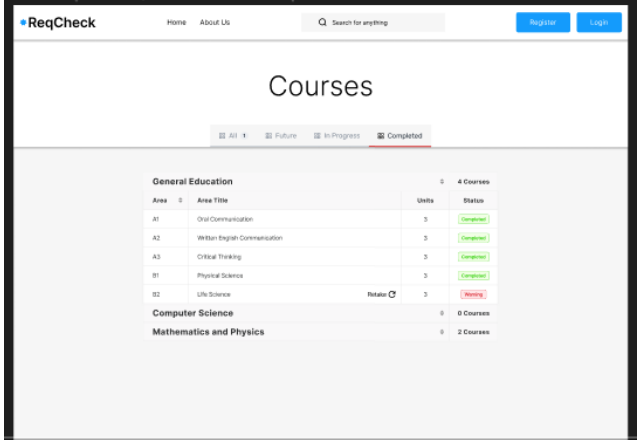 ReqCheck
Home About Us Search for anything Register Login
Courses
All 1 Future In Progress Completed
General Education 4 Courses
Area Area Title Units Status
A1 Oral Communication 3 Completed
A2 Written English Communication 3 Completed
A3 Critical Thinking 3 Completed
B1 Physical Science 3 Completed
B2 Life Science Retake 3 Warning
Computer Science 0 Courses
Mathematics and Physics 2 Courses